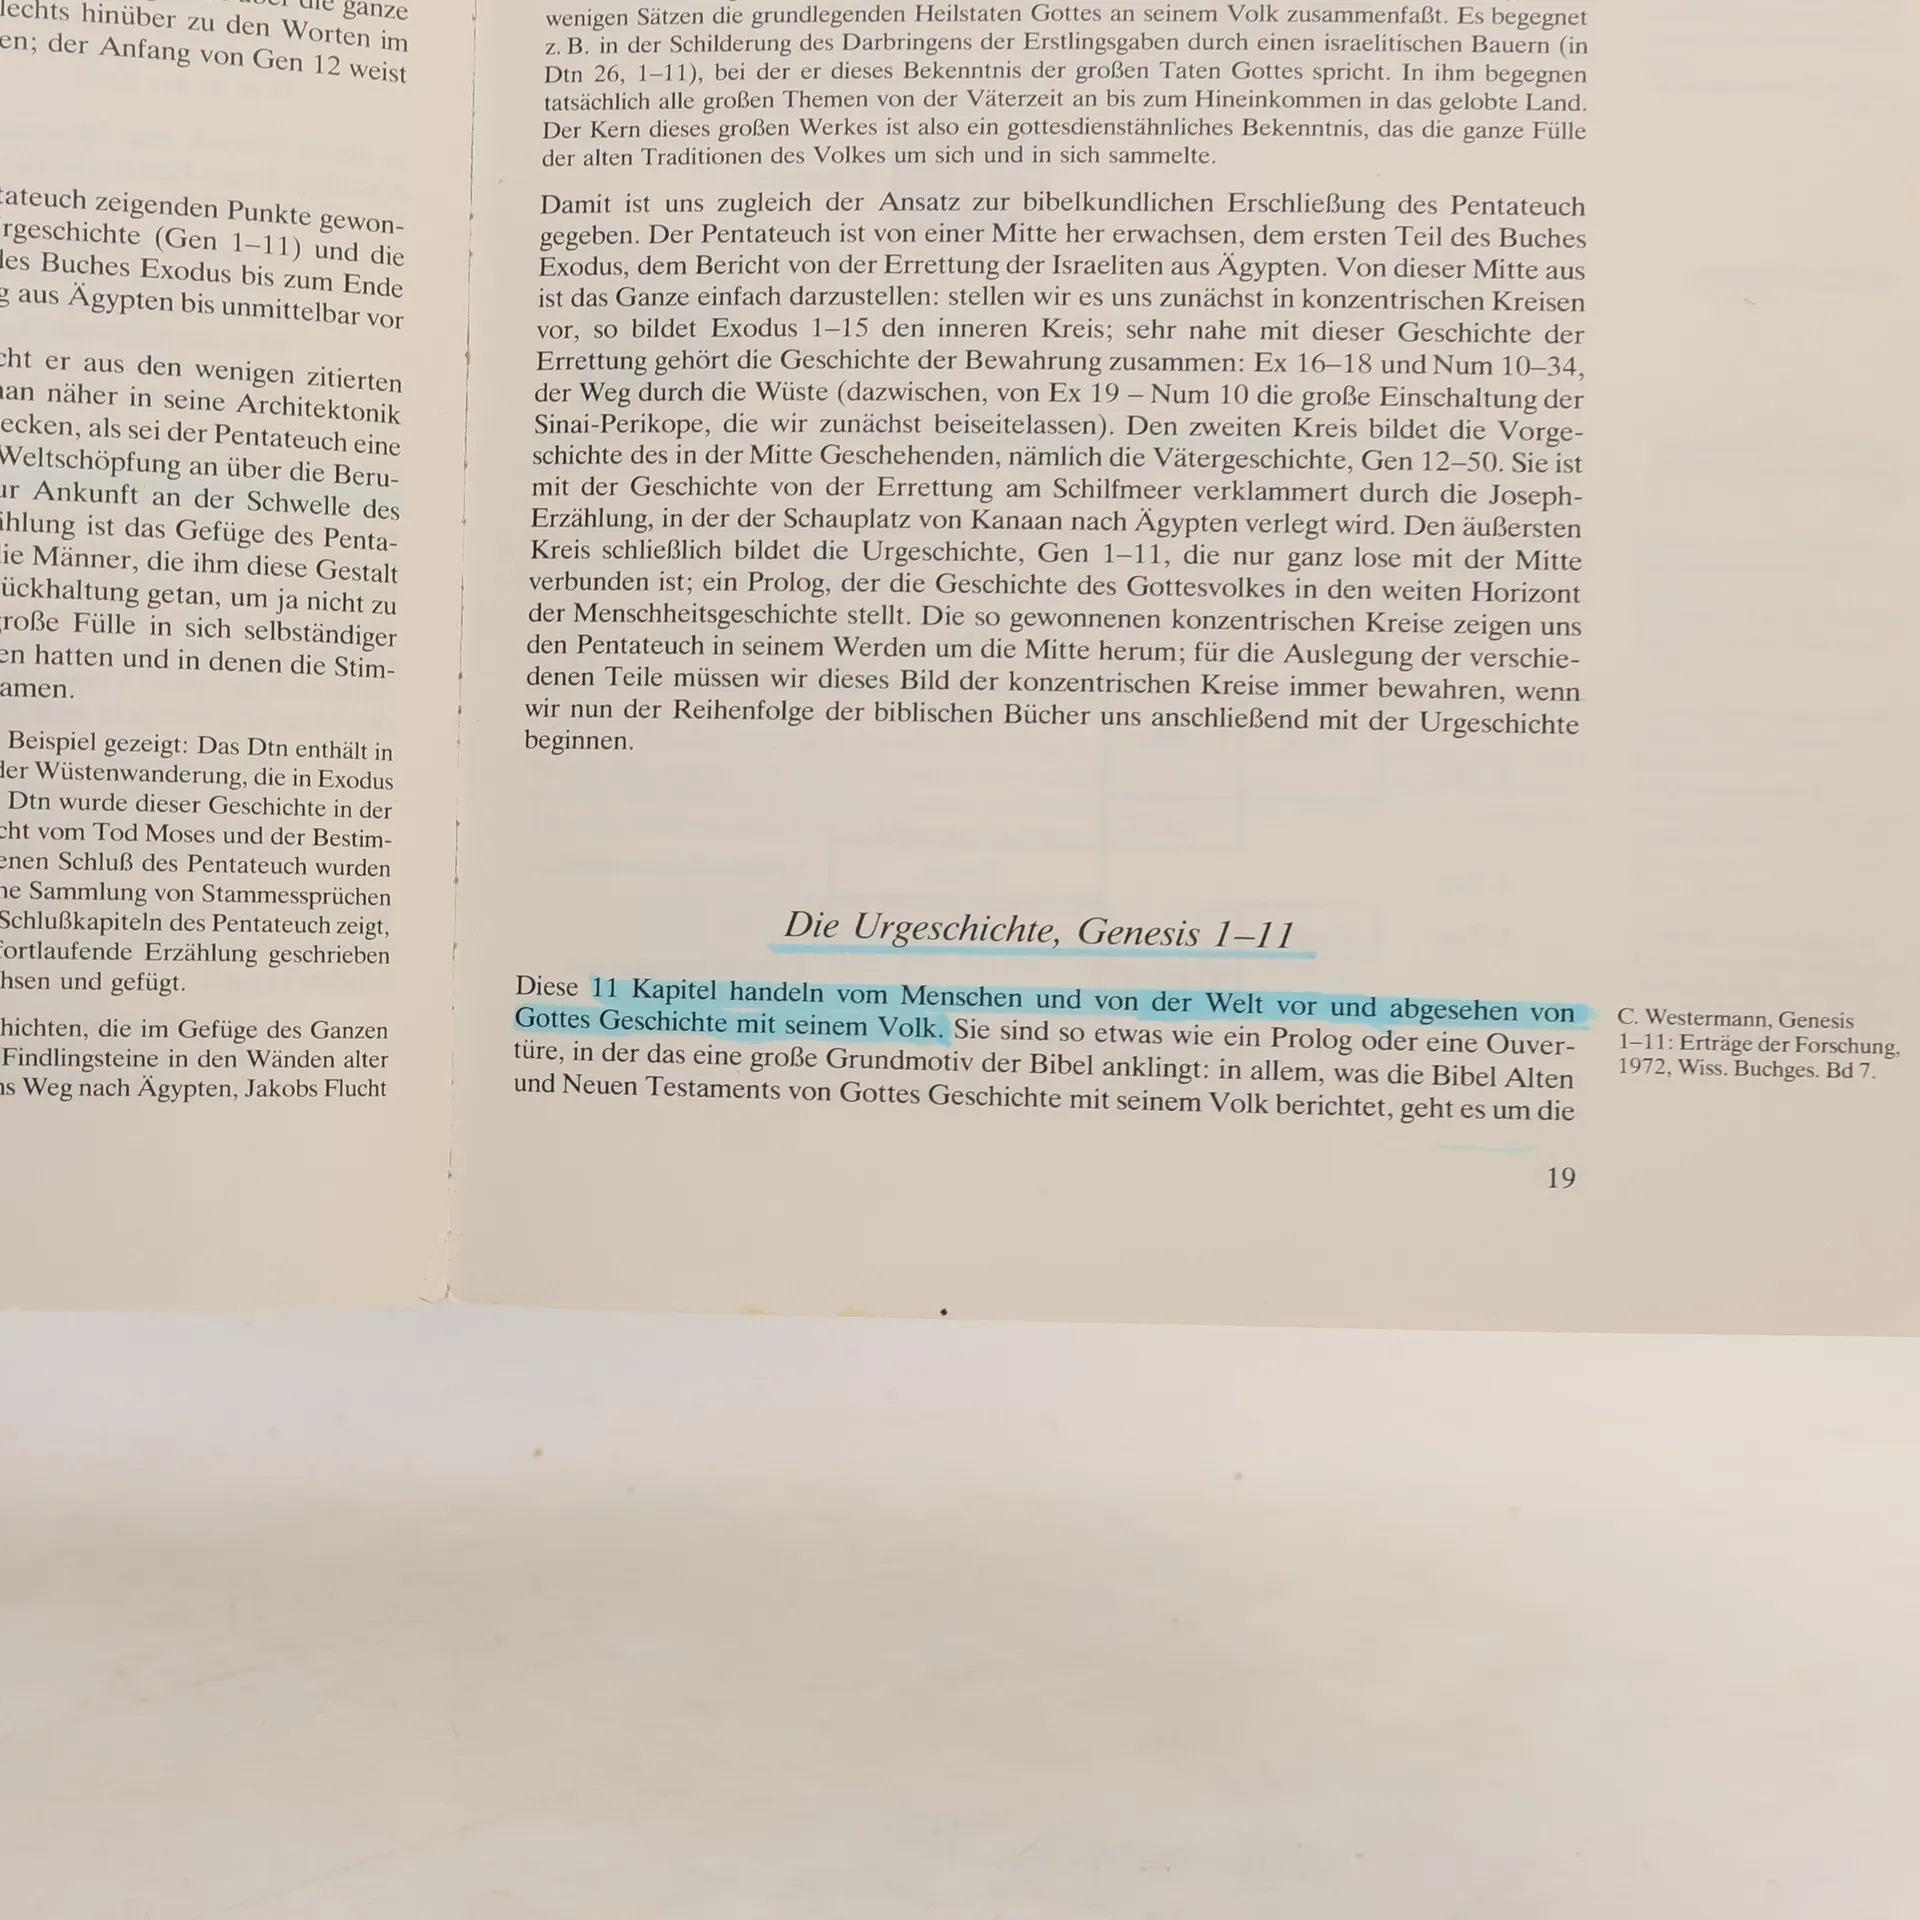 die ganze
hinüber zu den Worten im
der Anfang von Gen 12 weist
zeigenden Punkte gewon-
(Gen 1–11) und die
Buches Exodus bis zum Ende
aus Ägypten bis unmittelbar vor
er aus den wenigen zitierten
näher in seine Architektonik
als sei der Pentateuch eine
Weltschöpfung an über die Beru-
Ankunft an der Schwelle des
ist das Gefüge des Penta-
Männer, die ihm diese Gestalt
getan, um ja nicht zu
Fülle in sich selbständiger
hatten und in denen die Stim-
Beispiel gezeigt: Das Dtn enthält in
der Wüstenwanderung, die in Exodus
Dtn wurde dieser Geschichte in der
vom Tod Moses und der Bestim-
Schluß des Pentateuch wurden
Sammlung von Stammessprüchen
Schlußkapiteln des Pentateuch zeigt,
fortlaufende Erzählung geschrieben
und gefügt.
die im Gefüge des Ganzen
Findlingsteine in den Wänden alter
Weg nach Ägypten, Jakobs Flucht
wenigen Sätzen die grundlegenden Heilstaten Gottes an seinem Volk zusammenfaßt. Es begegnet
z. B. in der Schilderung des Darbringens der Erstlingsgaben durch einen israelitischen Bauern (in
Dtn 26, 1–11), bei der er dieses Bekenntnis der großen Taten Gottes spricht. In ihm begegnen
tatsächlich alle großen Themen von der Väterzeit an bis zum Hineinkommen in das gelobte Land.
Der Kern dieses großen Werkes ist also ein gottesdienstähnliches Bekenntnis, das die ganze Fülle
der alten Traditionen des Volkes um sich und in sich sammelte.
Damit ist uns zugleich der Ansatz zur bibelkundlichen Erschließung des Pentateuch
gegeben. Der Pentateuch ist von einer Mitte her erwachsen, dem ersten Teil des Buches
Exodus, dem Bericht von der Errettung der Israeliten aus Ägypten. Von dieser Mitte aus
ist das Ganze einfach darzustellen: stellen wir es uns zunächst in konzentrischen Kreisen
vor, so bildet Exodus 1–15 den inneren Kreis; sehr nahe mit dieser Geschichte der
Errettung gehört die Geschichte der Bewahrung zusammen: Ex 16–18 und Num 10–34,
der Weg durch die Wüste (dazwischen, von Ex 19 – Num 10 die große Einschaltung der
Sinai-Perikope, die wir zunächst beiseitelassen). Den zweiten Kreis bildet die Vorge-
schichte des in der Mitte Geschehenden, nämlich die Vätergeschichte, Gen 12–50. Sie ist
mit der Geschichte von der Errettung am Schilfmeer verklammert durch die Joseph-
Erzählung, in der der Schauplatz von Kanaan nach Ägypten verlegt wird. Den äußersten
Kreis schließlich bildet die Urgeschichte, Gen 1–11, die nur ganz lose mit der Mitte
verbunden ist; ein Prolog, der die Geschichte des Gottesvolkes in den weiten Horizont
der Menschheitsgeschichte stellt. Die so gewonnenen konzentrischen Kreise zeigen uns
den Pentateuch in seinem Werden um die Mitte herum; für die Auslegung der verschie-
denen Teile müssen wir dieses Bild der konzentrischen Kreise immer bewahren, wenn
wir nun der Reihenfolge der biblischen Bücher uns anschließend mit der Urgeschichte
beginnen.
Die Urgeschichte, Genesis 1–11
Diese 11 Kapitel handeln vom Menschen und von der Welt vor und abgesehen von
Gottes Geschichte mit seinem Volk. Sie sind so etwas wie ein Prolog oder eine Ouver-
türe, in der das eine große Grundmotiv der Bibel anklingt: in allem, was die Bibel Alten
und Neuen Testaments von Gottes Geschichte mit seinem Volk berichtet, geht es um die
C. Westermann, Genesis
1–11: Erträge der Forschung,
1972, Wiss. Buchges. Bd 7.
19